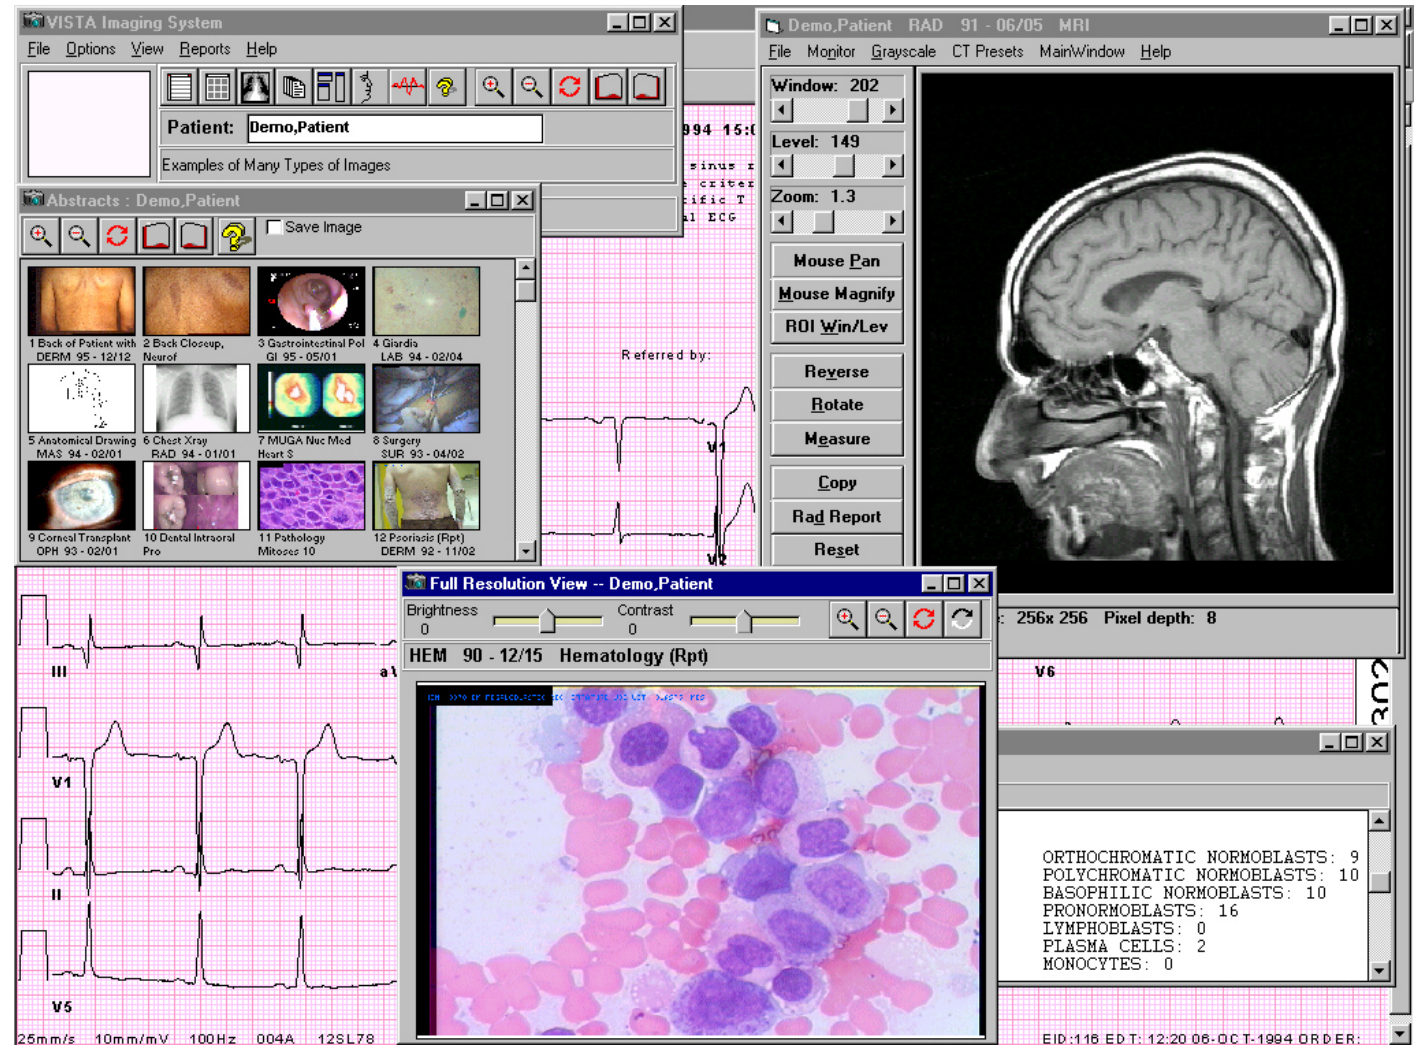 VISTA Imaging System
File Options View Reports Help
Patient: Demo,Patient
Examples of Many Types of Images
Abstracts : Demo,Patient
Save Image
1 Back of Patient with
DERM 95 - 12/12
2 Back Closeup,
Neurof
3 Gastrointestinal Pol
GI 95 - 05/01
4 Giardia
LAB 94 - 02/04
5 Anatomical Drawing
MAS 94 - 02/01
6 Chest Xray
RAD 94 - 01/01
7 MUGA Nuc Med
Heart S
8 Surgery
SUR 93 - 04/02
9 Corneal Transplant
OPH 93 - 02/01
10 Dental Intraoral
Pro
11 Pathology
Mitoses 10
12 Psoriasis (Rpt)
DERM 92 - 11/02
994 15:0
sinus r
criter
ific T
al ECG
Referred by:
V1
V2
Demo,Patient RAD 91 - 06/05 MRI
File Monitor Grayscale CT Presets MainWindow Help
Window: 202
Level: 149
Zoom: 1.3
Mouse Pan
Mouse Magnify
ROI Win/Lev
Reverse
Rotate
Measure
Copy
Rad Report
Reset
: 256x 256 Pixel depth: 8
Full Resolution View -- Demo,Patient
Brightness
0
Contrast
0
HEM 90 - 12/15 Hematology (Rpt)
III
a
V1
II
V5
25mm/s 10mm/mV 100Hz 004A 12SL78
V6
302
ORTHOCHROMATIC NORMOBLASTS: 9
POLYCHROMATIC NORMOBLASTS: 10
BASOPHILIC NORMOBLASTS: 10
PRONORMOBLASTS: 16
LYMPHOBLASTS: 0
PLASMA CELLS: 2
MONOCYTES: 0
EID:116 EDT: 12:20 06-OCT-1994 ORDER: